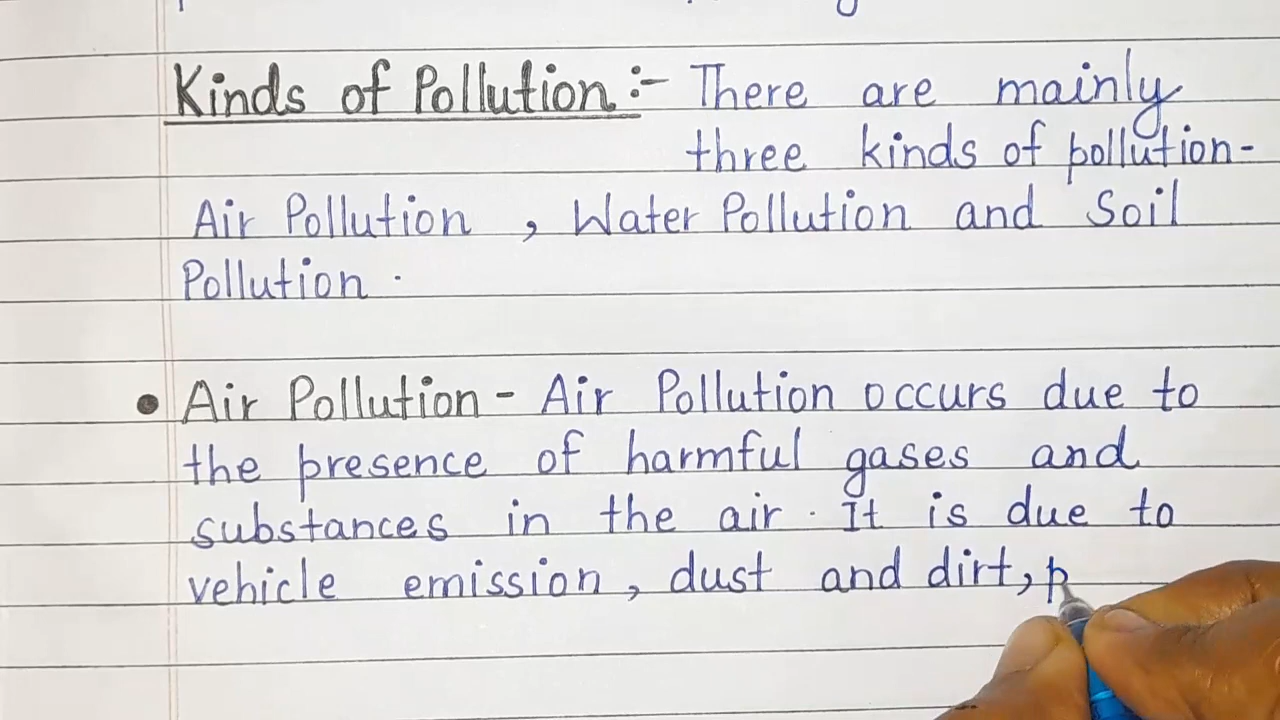 Kinds of Pollution :- There are mainly
three kinds of pollution-
Air Pollution , Water Pollution and Soil
Pollution .
• Air Pollution - Air Pollution occurs due to
the presence of harmful gases and
substances in the air . It is due to
vehicle emission, dust and dirt, p